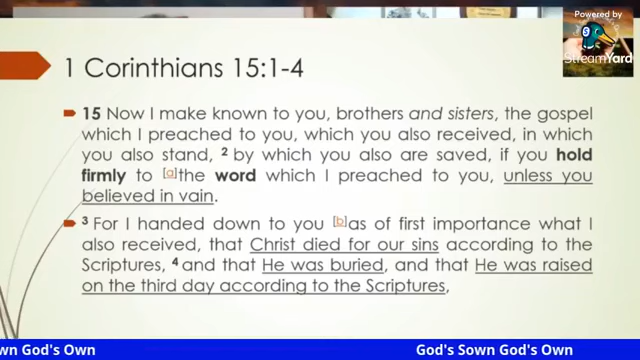 Powered by
StreamYard
1 Corinthians 15:1-4
15 Now I make known to you, brothers and sisters, the gospel
which I preached to you, which you also received, in which
you also stand, 2 by which you also are saved, if you hold
firmly to [a]the word which I preached to you, unless you
believed in vain.
3 For I handed down to you [b]as of first importance what I
also received, that Christ died for our sins according to the
Scriptures, 4 and that He was buried, and that He was raised
on the third day according to the Scriptures,
wn God's Own
God's Sown God's Own